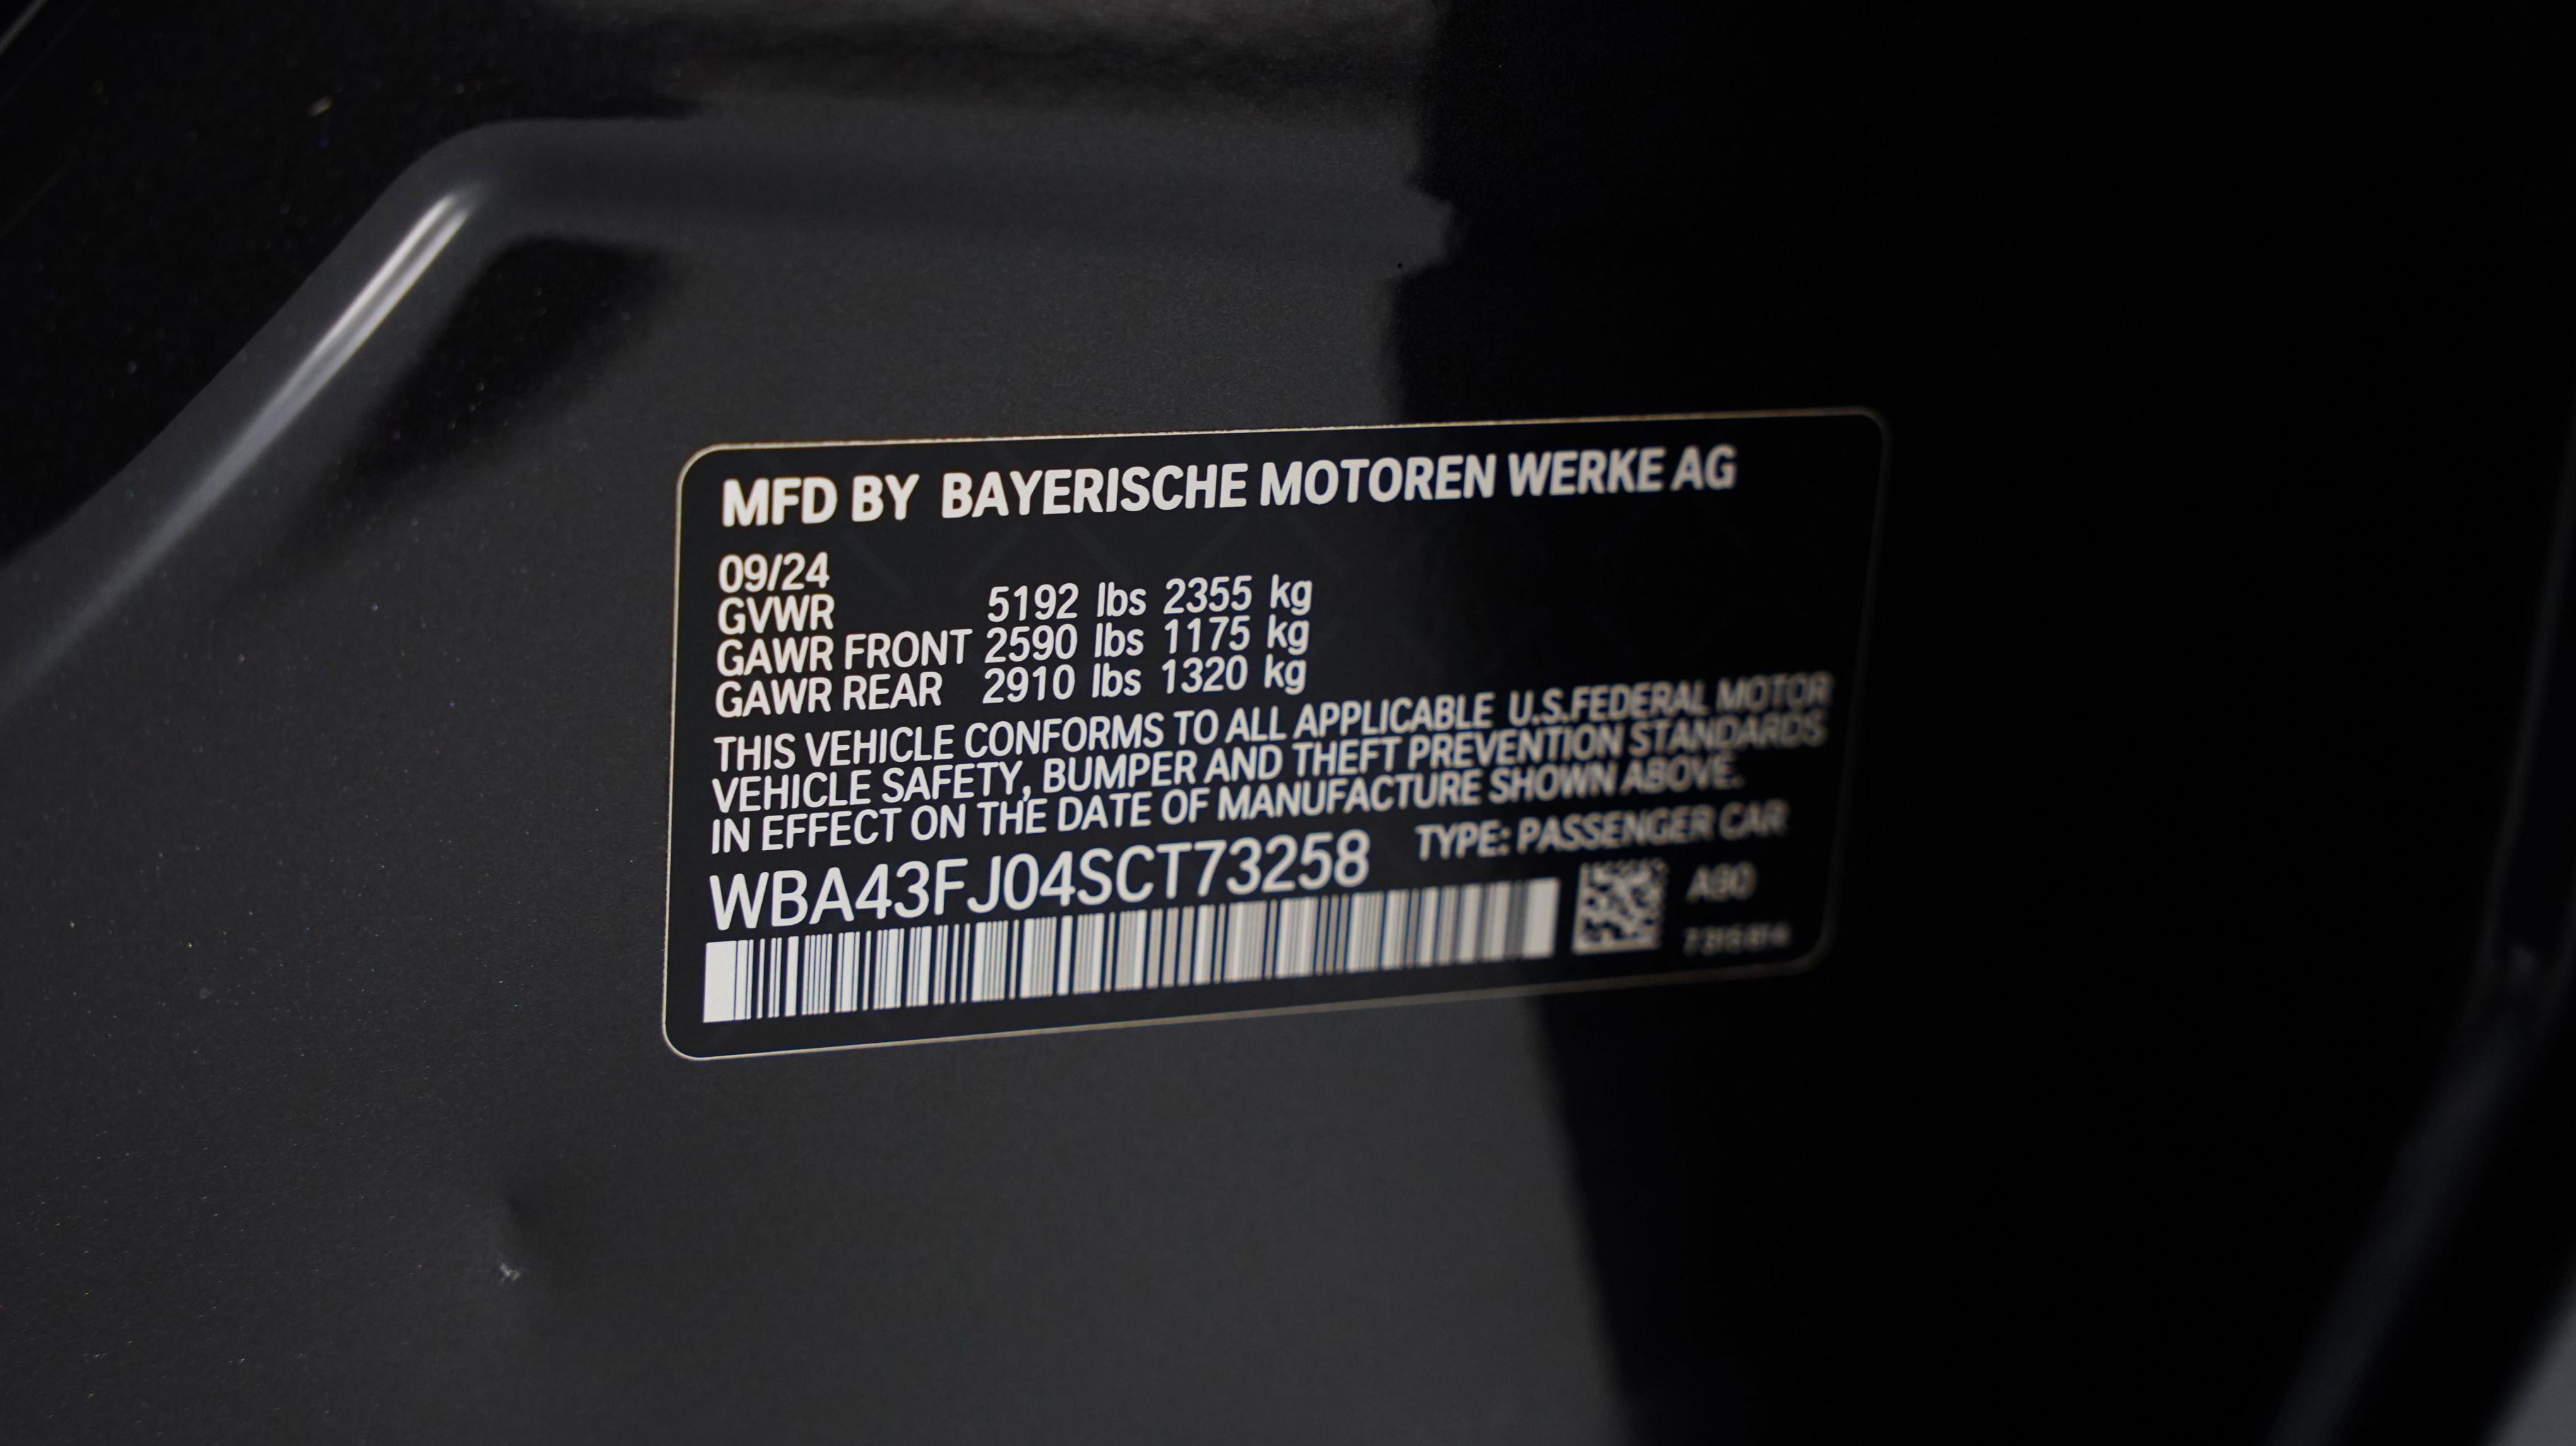 MFD BY BAYERISCHE MOTOREN WERKE AG
09/24
GVWR 5192 lbs 2355 kg
GAWR FRONT 2590 lbs 1175 kg
GAWR REAR 2910 lbs 1320 kg
THIS VEHICLE CONFORMS TO ALL APPLICABLE U.S.FEDERAL MOTOR
VEHICLE SAFETY, BUMPER AND THEFT PREVENTION STANDARDS
IN EFFECT ON THE DATE OF MANUFACTURE SHOWN ABOVE.
WBA43FJ04SCT73258 TYPE: PASSENGER CAR